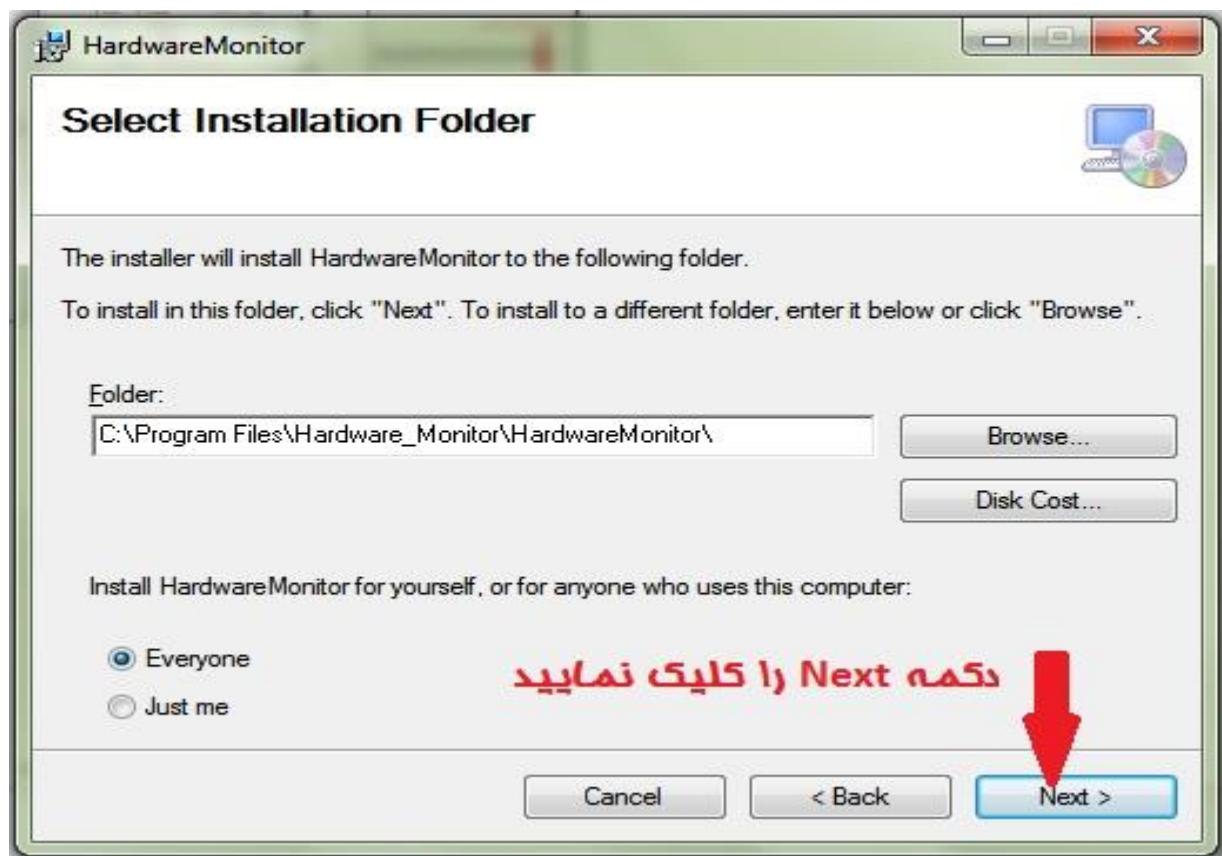 HardwareMonitor
Select Installation Folder
The installer will install HardwareMonitor to the following folder.
To install in this folder, click "Next". To install to a different folder, enter it below or click "Browse".
Folder:
C:\Program Files\Hardware_Monitor\HardwareMonitor\
Browse...
Disk Cost...
Install HardwareMonitor for yourself, or for anyone who uses this computer:
Everyone
Just me
دکمه Next را کلیک نمایید
Cancel
< Back
Next >